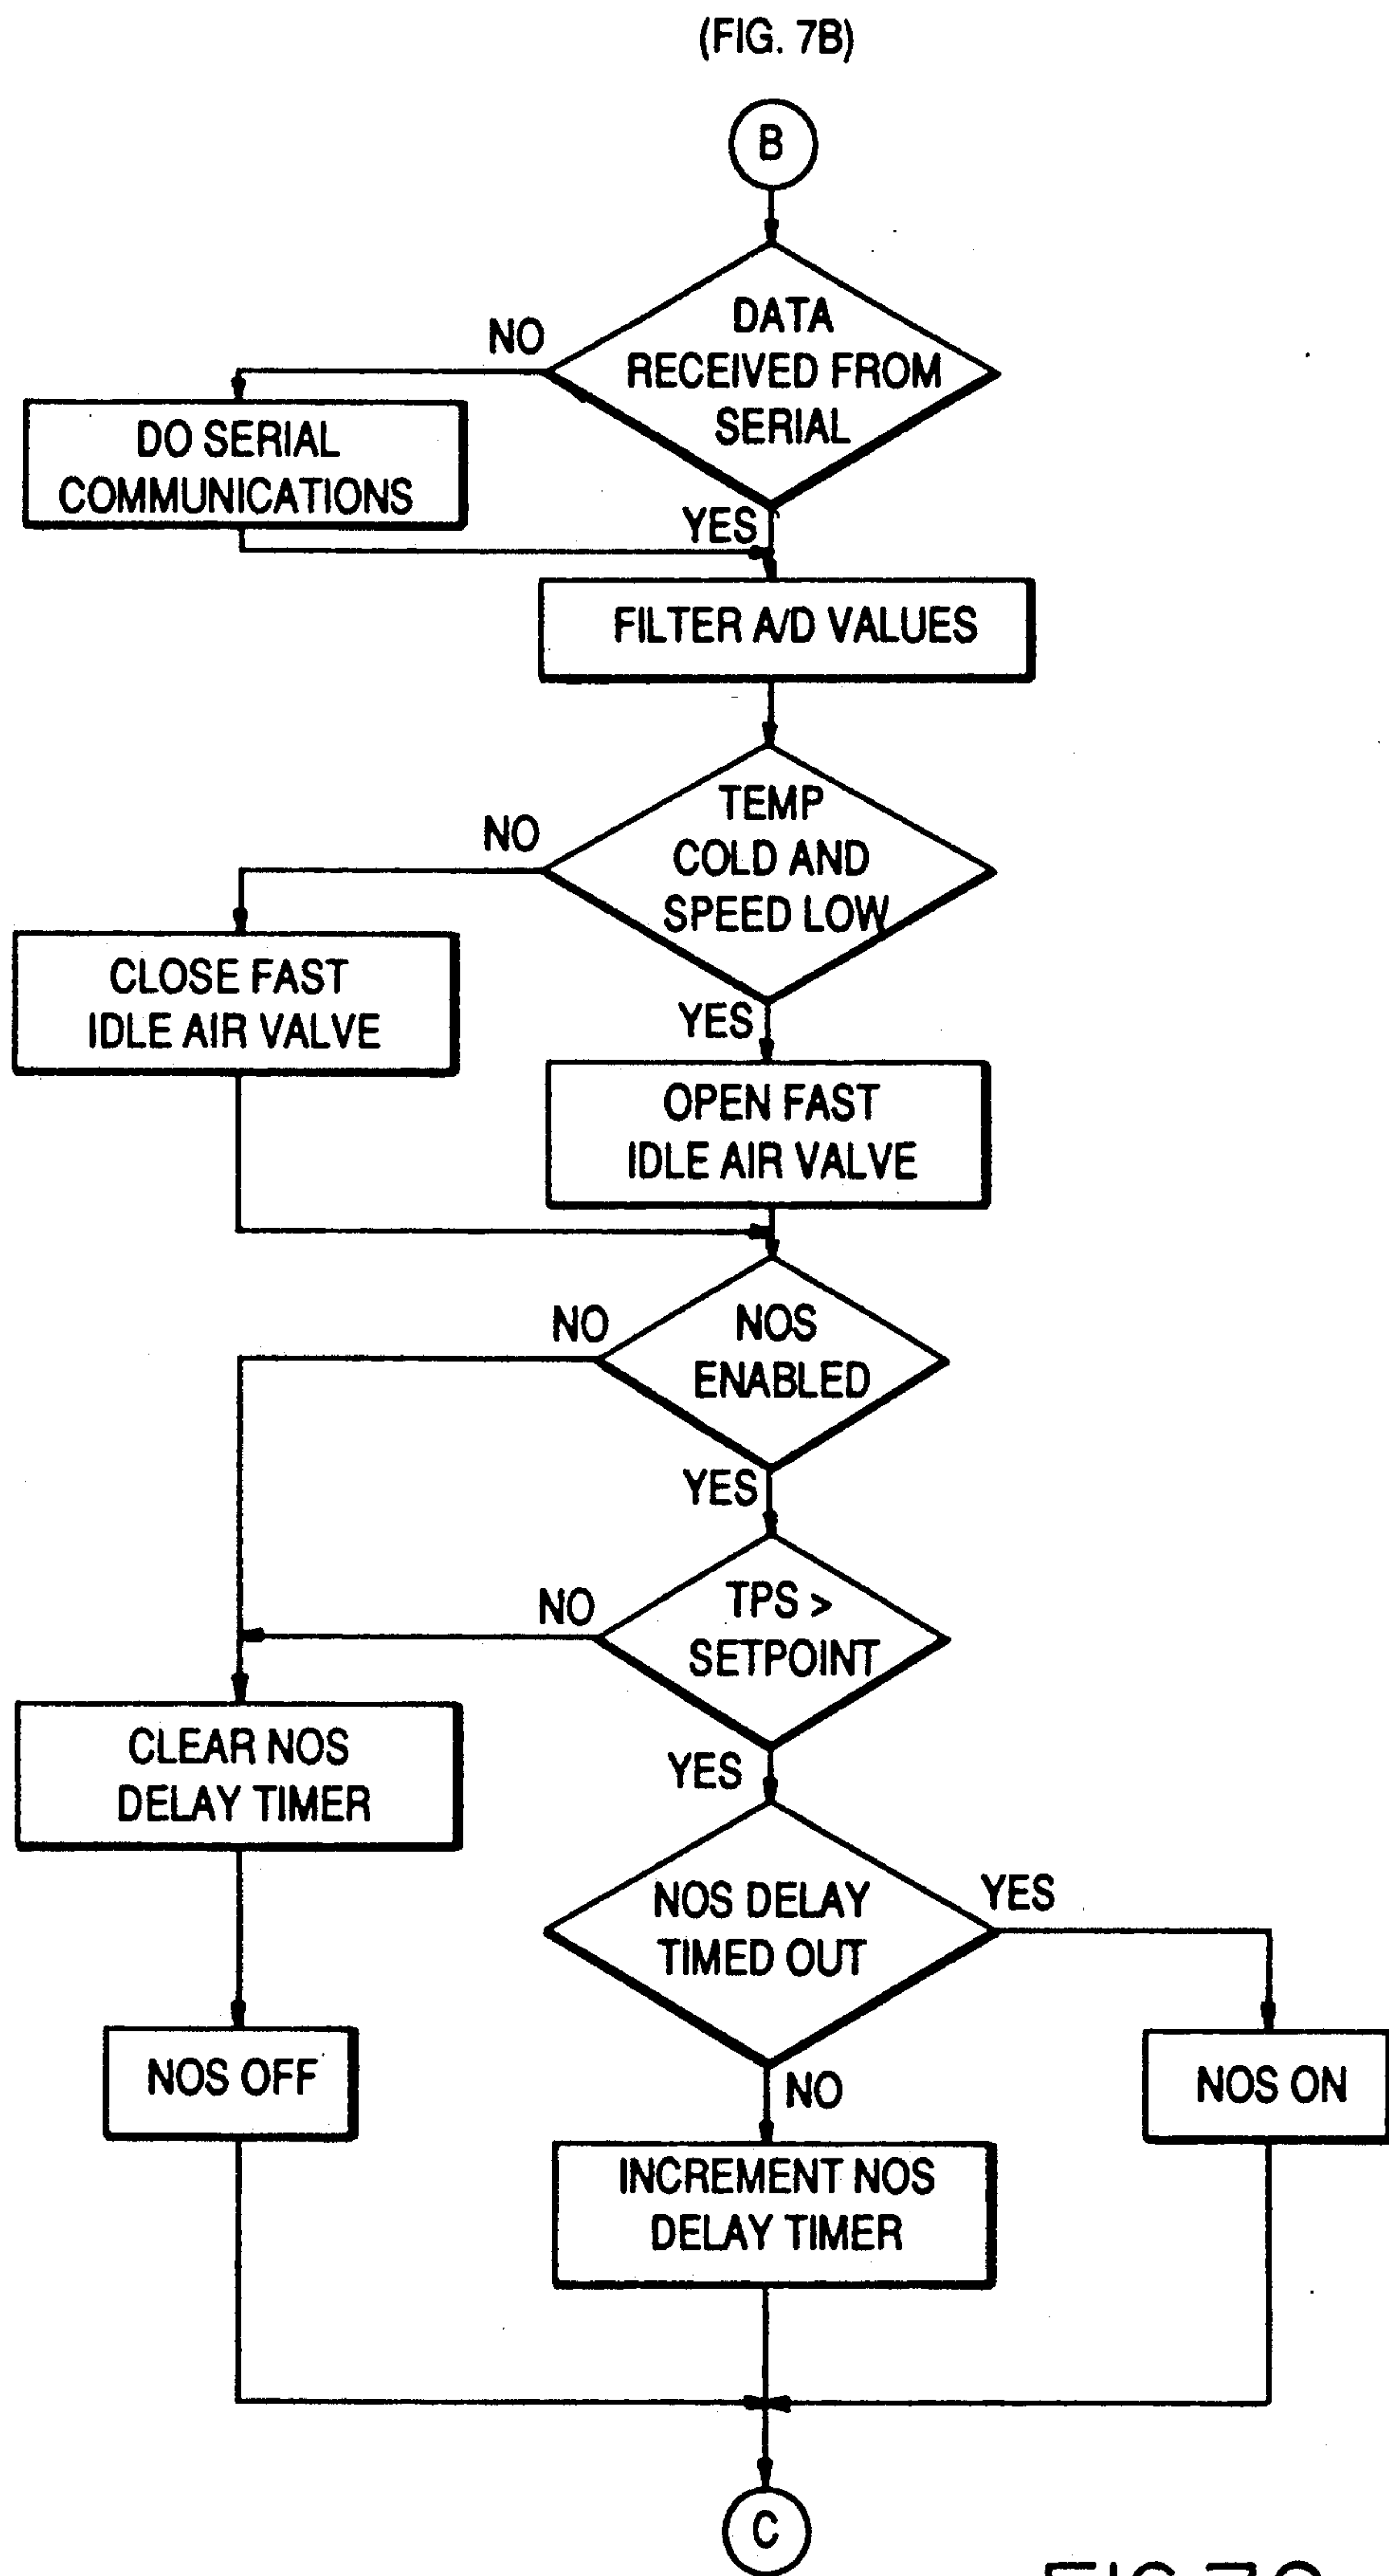 (FIG. 7B)
B
DATA
RECEIVED FROM
SERIAL
NO
DO SERIAL
COMMUNICATIONS
YES
FILTER A/D VALUES
TEMP
COLD AND
SPEED LOW
NO
CLOSE FAST
IDLE AIR VALVE
YES
OPEN FAST
IDLE AIR VALVE
NOS
ENABLED
NO
YES
TPS >
SETPOINT
NO
CLEAR NOS
DELAY TIMER
YES
NOS DELAY
TIMED OUT
YES
NOS OFF
NO
NOS ON
INCREMENT NOS
DELAY TIMER
C